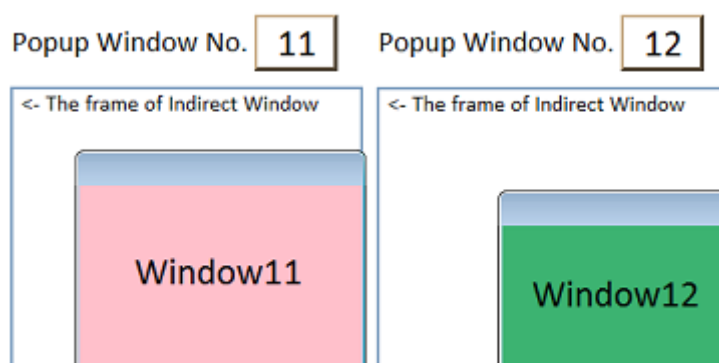 Popup Window No. 11
Popup Window No. 12
<- The frame of Indirect Window
<- The frame of Indirect Window
Window11
Window12